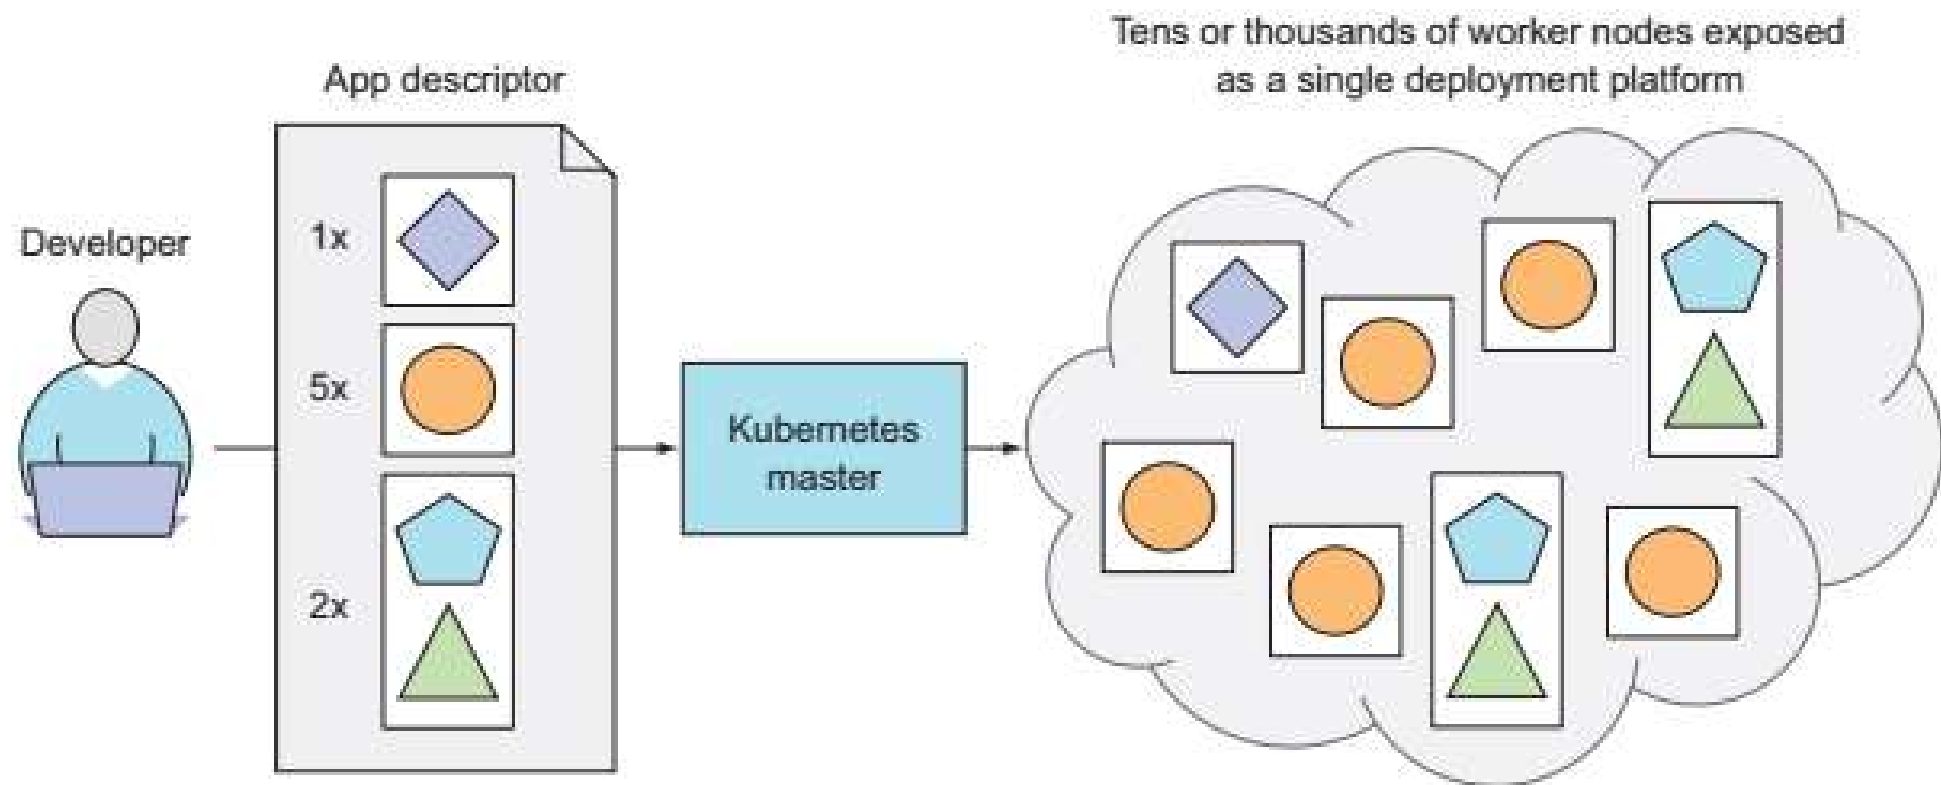 Tens or thousands of worker nodes exposed
as a single deployment platform
App descriptor
Developer
1x
5x
2x
Kubernetes
master